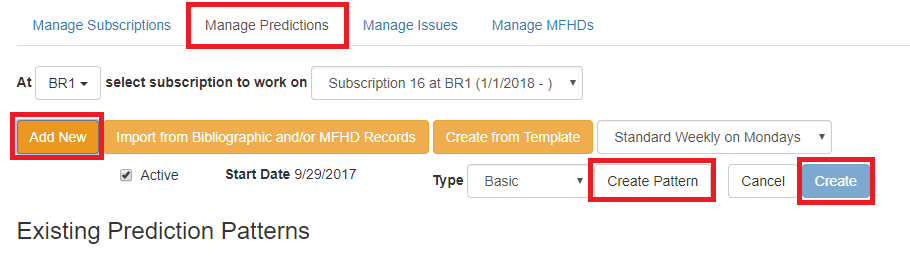 Manage Subscriptions Manage Predictions Manage Issues Manage MFHDs
At BR1 select subscription to work on Subscription 16 at BR1 (1/1/2018 - )
Add New Import from Bibliographic and/or MFHD Records Create from Template Standard Weekly on Mondays
Active Start Date 9/29/2017 Type Basic Create Pattern Cancel Create
Existing Prediction Patterns